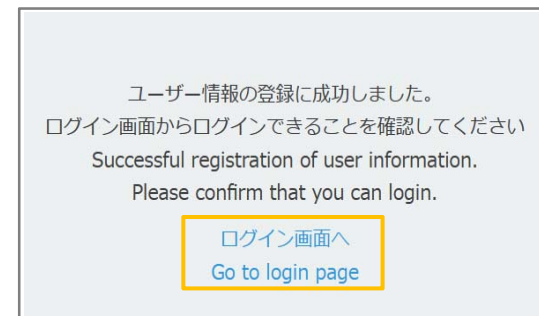 ユーザー情報の登録に成功しました。
ログイン画面からログインできることを確認してください
Successful registration of user information.
Please confirm that you can login.
ログイン画面へ
Go to login page